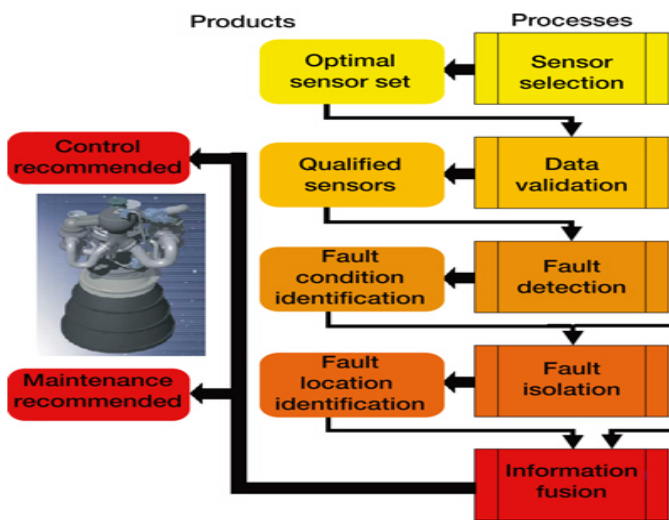 Products
Processes
Optimal
sensor set
Sensor
selection
Control
recommended
Qualified
sensors
Data
validation
Fault
condition
identification
Fault
detection
Maintenance
recommended
Fault
location
identification
Fault
isolation
Information
fusion